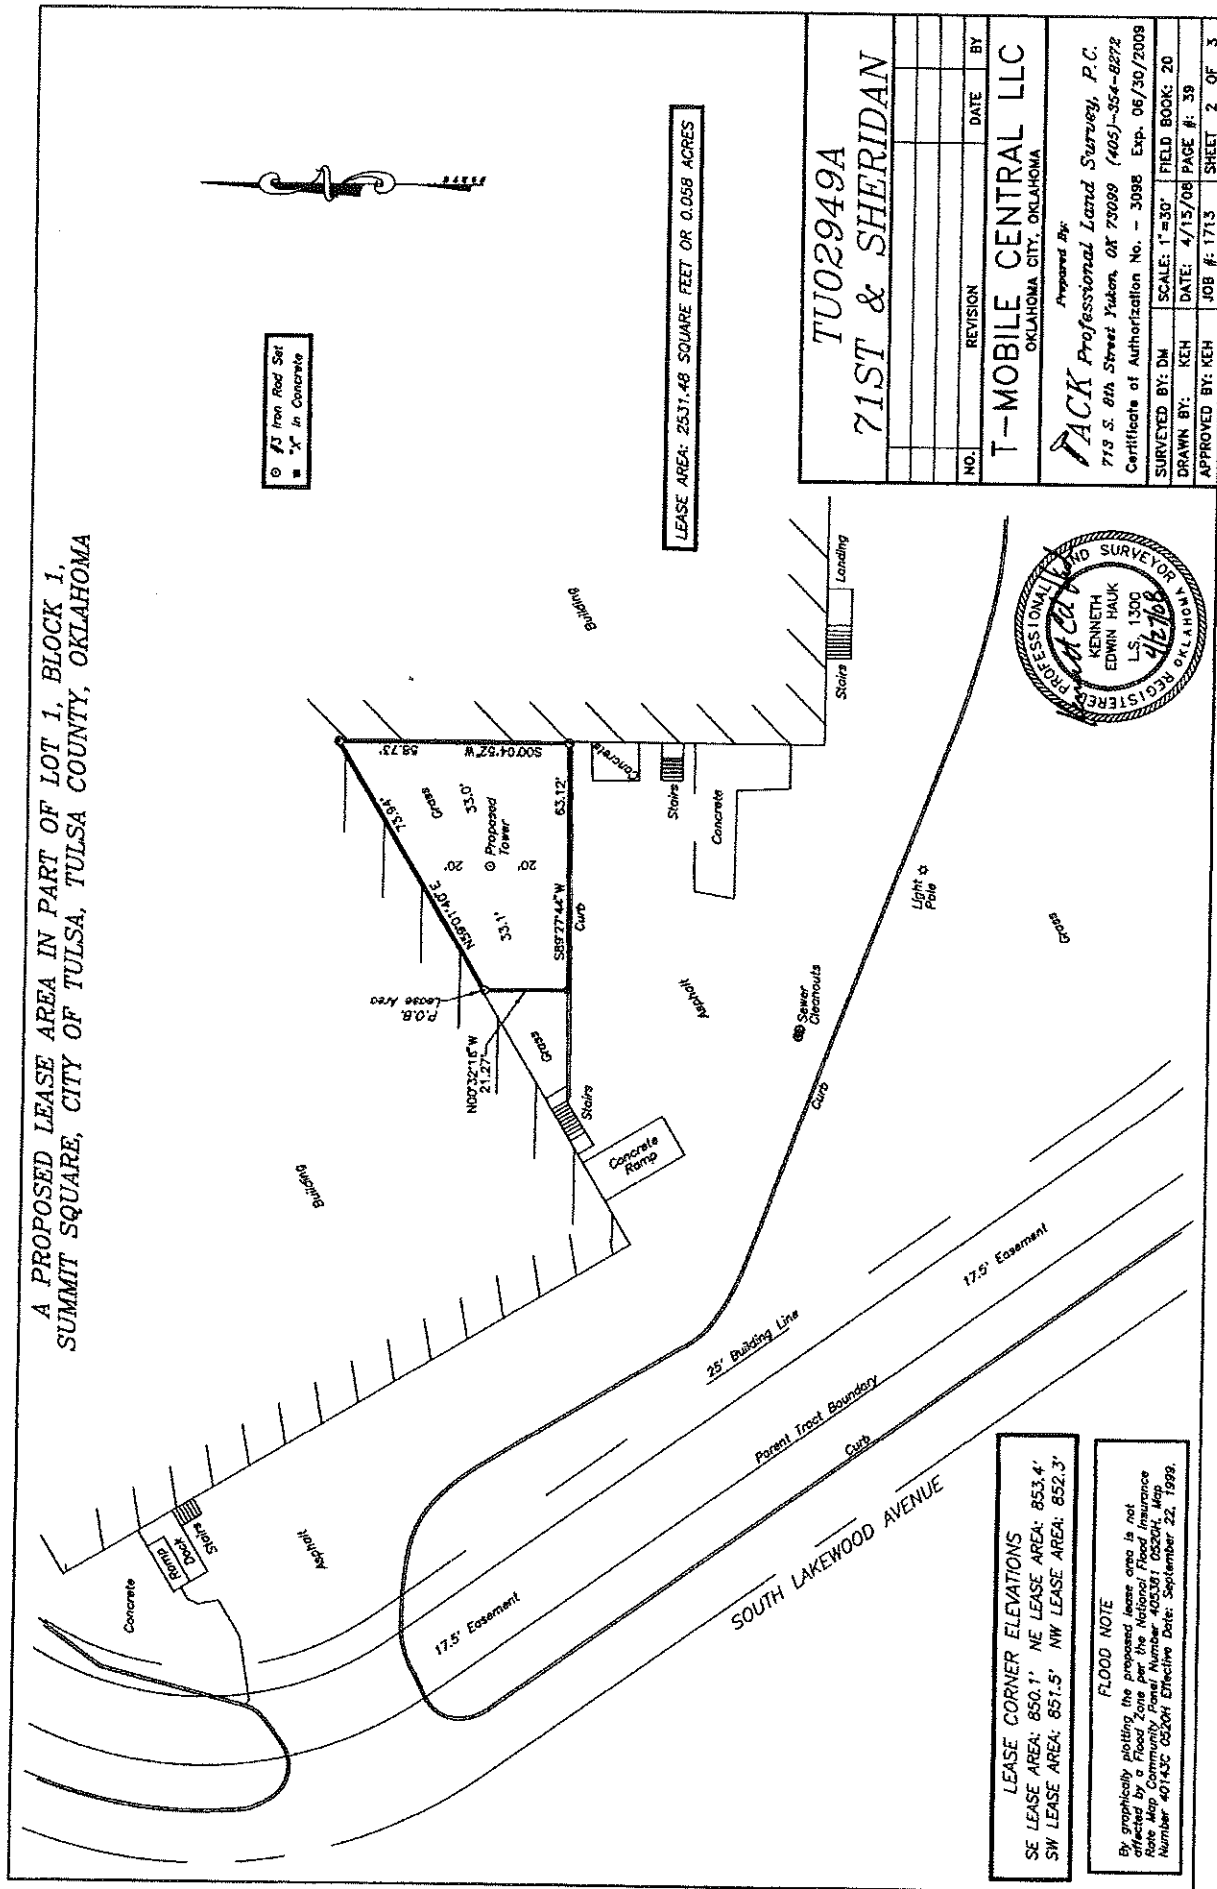 A PROPOSED LEASE AREA IN PART OF LOT 1, BLOCK 1,
SUMMIT SQUARE, CITY OF TULSA, TULSA COUNTY, OKLAHOMA
⊙ #3 Iron Rod Set
"X" in Concrete
LEASE AREA: 2531.48 SQUARE FEET OR 0.058 ACRES
Building
Building
P.O.B.
Lease Area
N00°32'16"W
21.27'
N59°01'40"E
73.94'
58.73'
S00°04'52"W
S89°27'44"W
63.12'
Grass
33.0'
33.1'
20'
20'
Proposed
Tower
Grass
Curb
Stairs
Concrete
Ramp
Concrete
Stairs
Concrete
Stairs
Landing
Asphalt
Light
Pole
Sewer
Cleanouts
Grass
Curb
Concrete
Ramp
Dock
Stairs
Asphalt
17.5' Easement
25' Building Line
17.5' Easement
Parent Tract Boundary
Curb
SOUTH LAKEWOOD AVENUE
LEASE CORNER ELEVATIONS
SE LEASE AREA: 850.1' NE LEASE AREA: 853.4'
SW LEASE AREA: 851.5' NW LEASE AREA: 852.3'
FLOOD NOTE
By graphically plotting the proposed lease area is not
affected by a Flood Zone per the National Flood Insurance
Rate Map Community Panel Number 405381 0520H, Map
Number 40143C 0520H Effective Date: September 22, 1999.
REGISTERED PROFESSIONAL LAND SURVEYOR
KENNETH
EDWIN HAUK
L.S. 1300
4/27/08
OKLAHOMA
TU02949A
71ST & SHERIDAN
NO. REVISION DATE BY
T-MOBILE CENTRAL LLC
OKLAHOMA CITY, OKLAHOMA
Prepared By:
TACK Professional Land Survey, P.C.
713 S. 8th Street Yukon, OK 73099 (405)-354-8272
Certificate of Authorization No. - 3098 Exp. 06/30/2009
SURVEYED BY: DM SCALE: 1"=30' FIELD BOOK: 20
DRAWN BY: KEH DATE: 4/15/08 PAGE #: 39
APPROVED BY: KEH JOB #: 1713 SHEET 2 OF 3